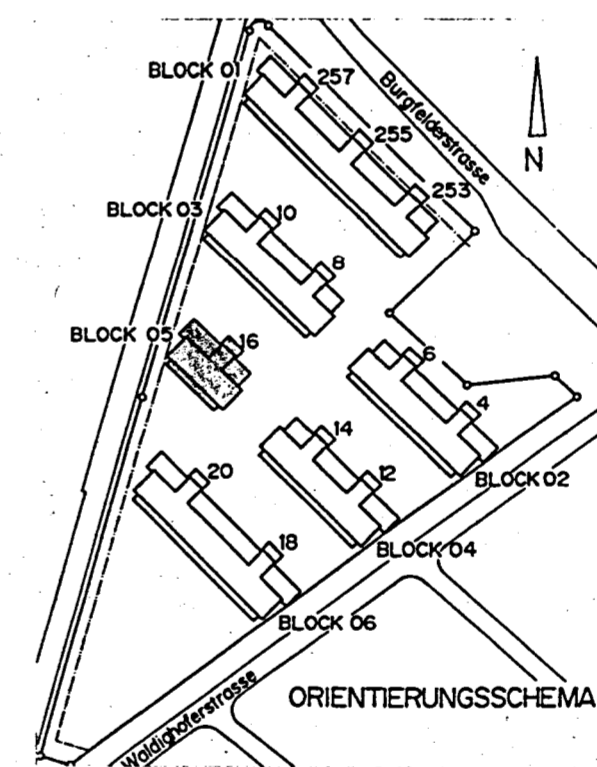 BLOCK 01
257
Burgfelderstrasse
255
N
253
BLOCK 03
10
8
BLOCK 05
16
6
4
14
20
12
BLOCK 02
18
BLOCK 04
BLOCK 06
ORIENTIERUNGSSCHEMA
Waldighoferstrasse